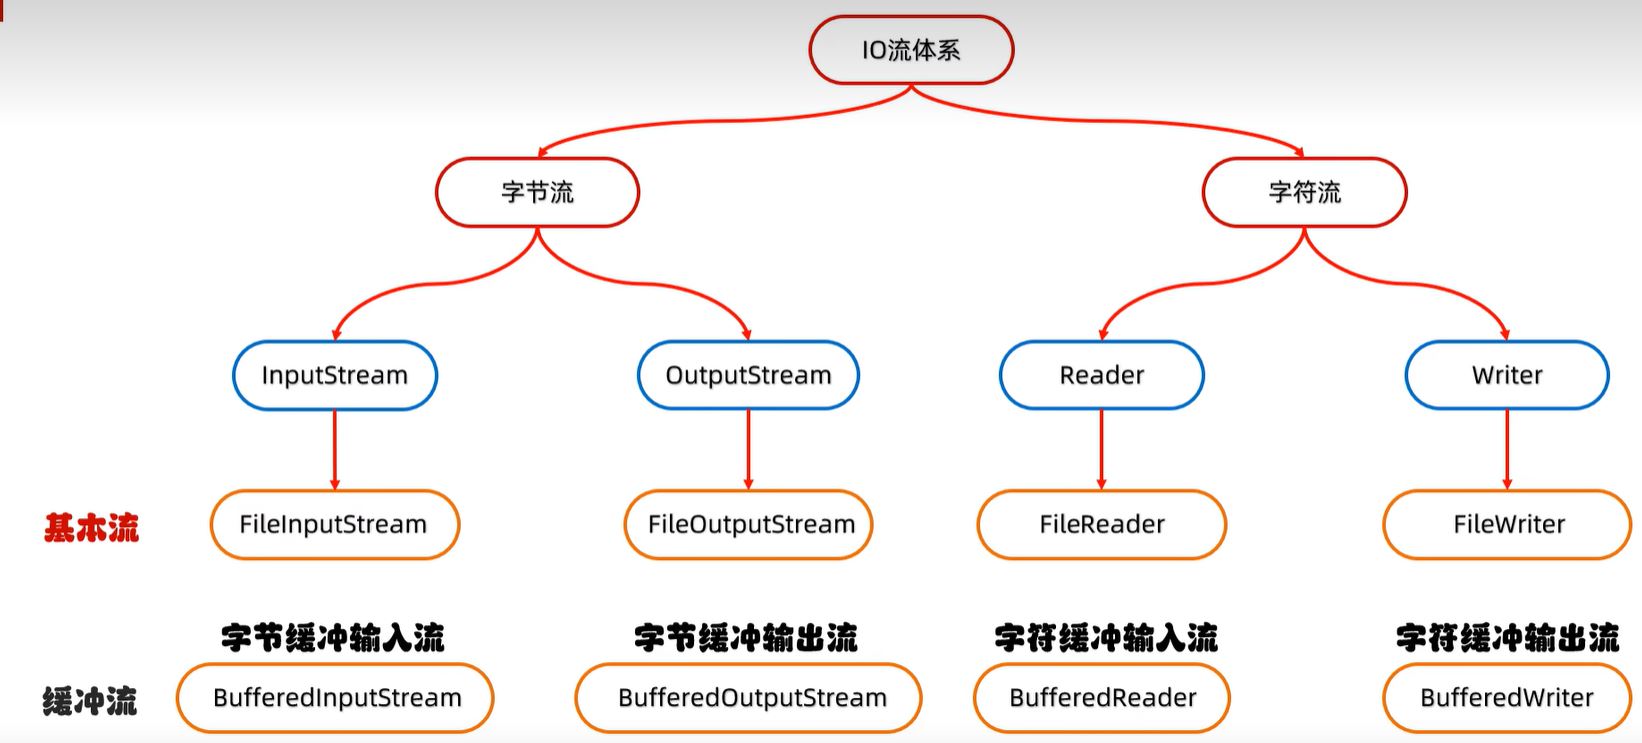 IO流体系
字节流
字符流
InputStream
OutputStream
Reader
Writer
基本流
FileInputStream
FileOutputStream
FileReader
FileWriter
字节缓冲输入流
字节缓冲输出流
字符缓冲输入流
字符缓冲输出流
缓冲流
BufferedInputStream
BufferedOutputStream
BufferedReader
BufferedWriter